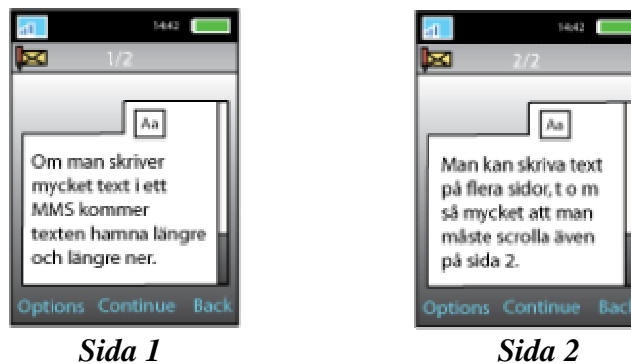 14:42
1/2
Aa
Om man skriver
mycket text i ett
MMS kommer
texten hamna längre
och längre ner.
Options Continue Back
Sida 1
14:42
2/2
Aa
Man kan skriva text
på flera sidor, t o m
så mycket att man
måste scrolla även
på sida 2.
Options Continue Back
Sida 2